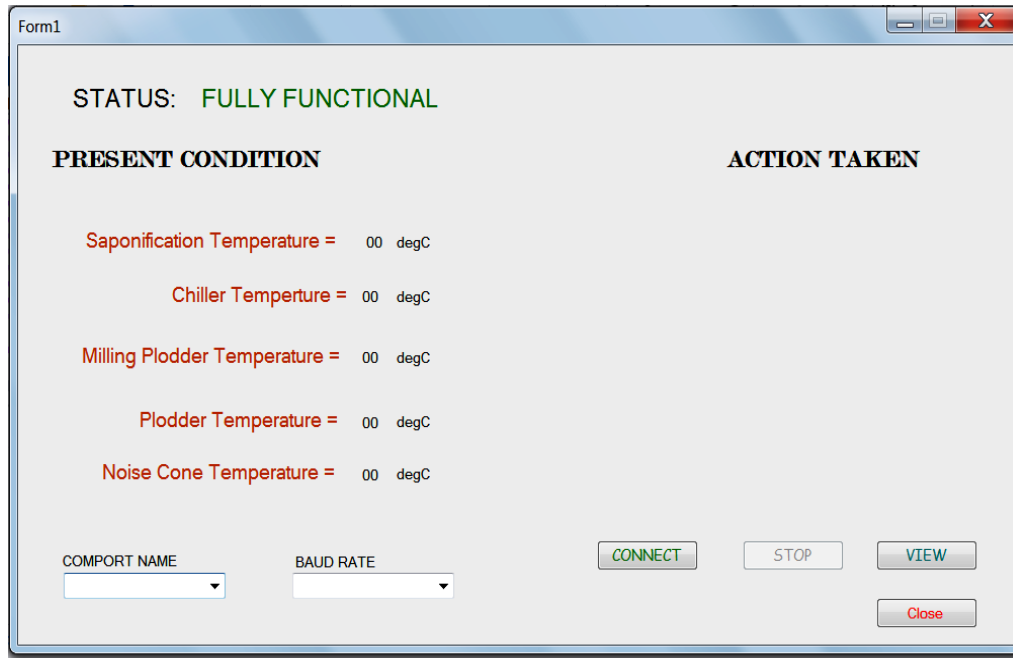 Form1
STATUS: FULLY FUNCTIONAL
PRESENT CONDITION ACTION TAKEN
Saponification Temperature = 00 degC
Chiller Temperture = 00 degC
Milling Plodder Temperature = 00 degC
Plodder Temperature = 00 degC
Noise Cone Temperature = 00 degC
COMPORT NAME BAUD RATE CONNECT STOP VIEW
Close